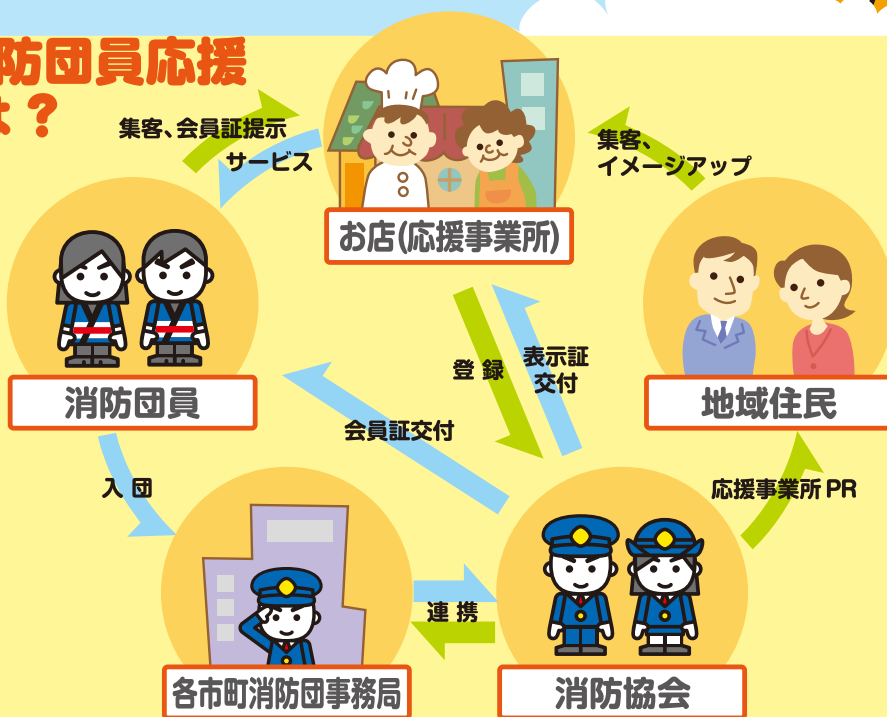 防団員応援
？
集客、会員証提示
サービス
集客、
イメージアップ
お店(応援事業所)
消防団員
地域住民
登録
表示証
交付
会員証交付
入団
応援事業所PR
連携
各市町消防団事務局
消防協会